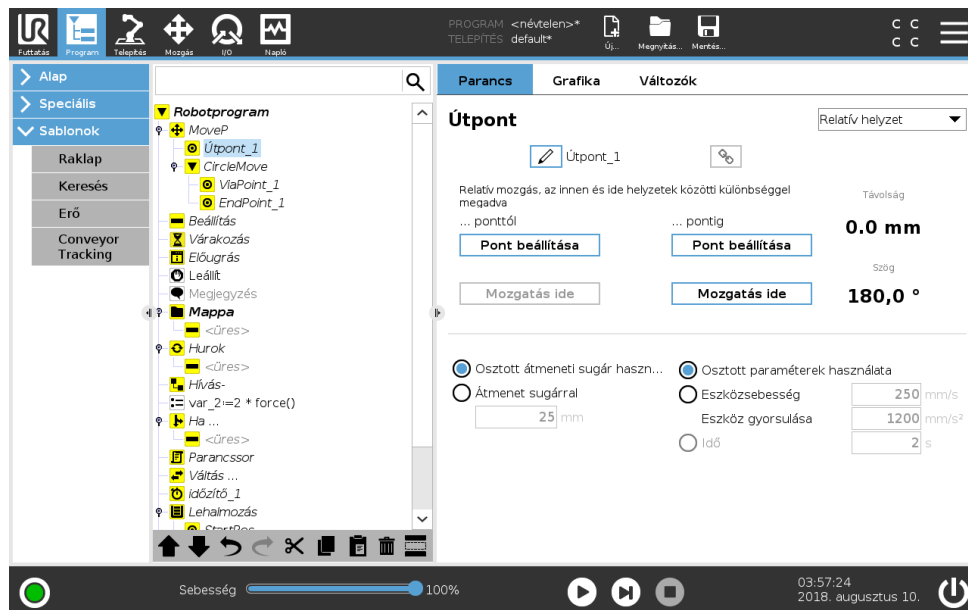 UR
Futtatás
Program
Telepítés
Mozgás
I/O
Napló
PROGRAM <névtelen>*
TELEPÍTÉS default*
Új...
Megnyitás...
Mentés...
C C
C C
Alap
Speciális
Sablonok
Raklap
Keresés
Erő
Conveyor
Tracking
Robotprogram
MoveP
Útpont_1
CircleMove
ViaPoint_1
EndPoint_1
Beállítás
Várakozás
Előugrás
Leállít
Megjegyzés
Mappa
<üres>
Hurok
<üres>
Hívás-
var_2:=2 * force()
Ha ...
<üres>
Parancssor
Váltás ...
időzítő_1
Lehalmozás
StartPos
Parancs
Grafika
Változók
Útpont
Relatív helyzet
Útpont_1
Relatív mozgás, az innen és ide helyzetek közötti különbséggel
megadva
... ponttól
... pontig
Pont beállítása
Pont beállítása
Mozgatás ide
Mozgatás ide
Távolság
0.0 mm
Szög
180,0 °
Osztott átmeneti sugár haszn...
Átmenet sugárral
25 mm
Osztott paraméterek használata
Eszközsebesség
250 mm/s
Eszköz gyorsulása
1200 mm/s²
Idő
2 s
Sebesség
100%
03:57:24
2018. augusztus 10.